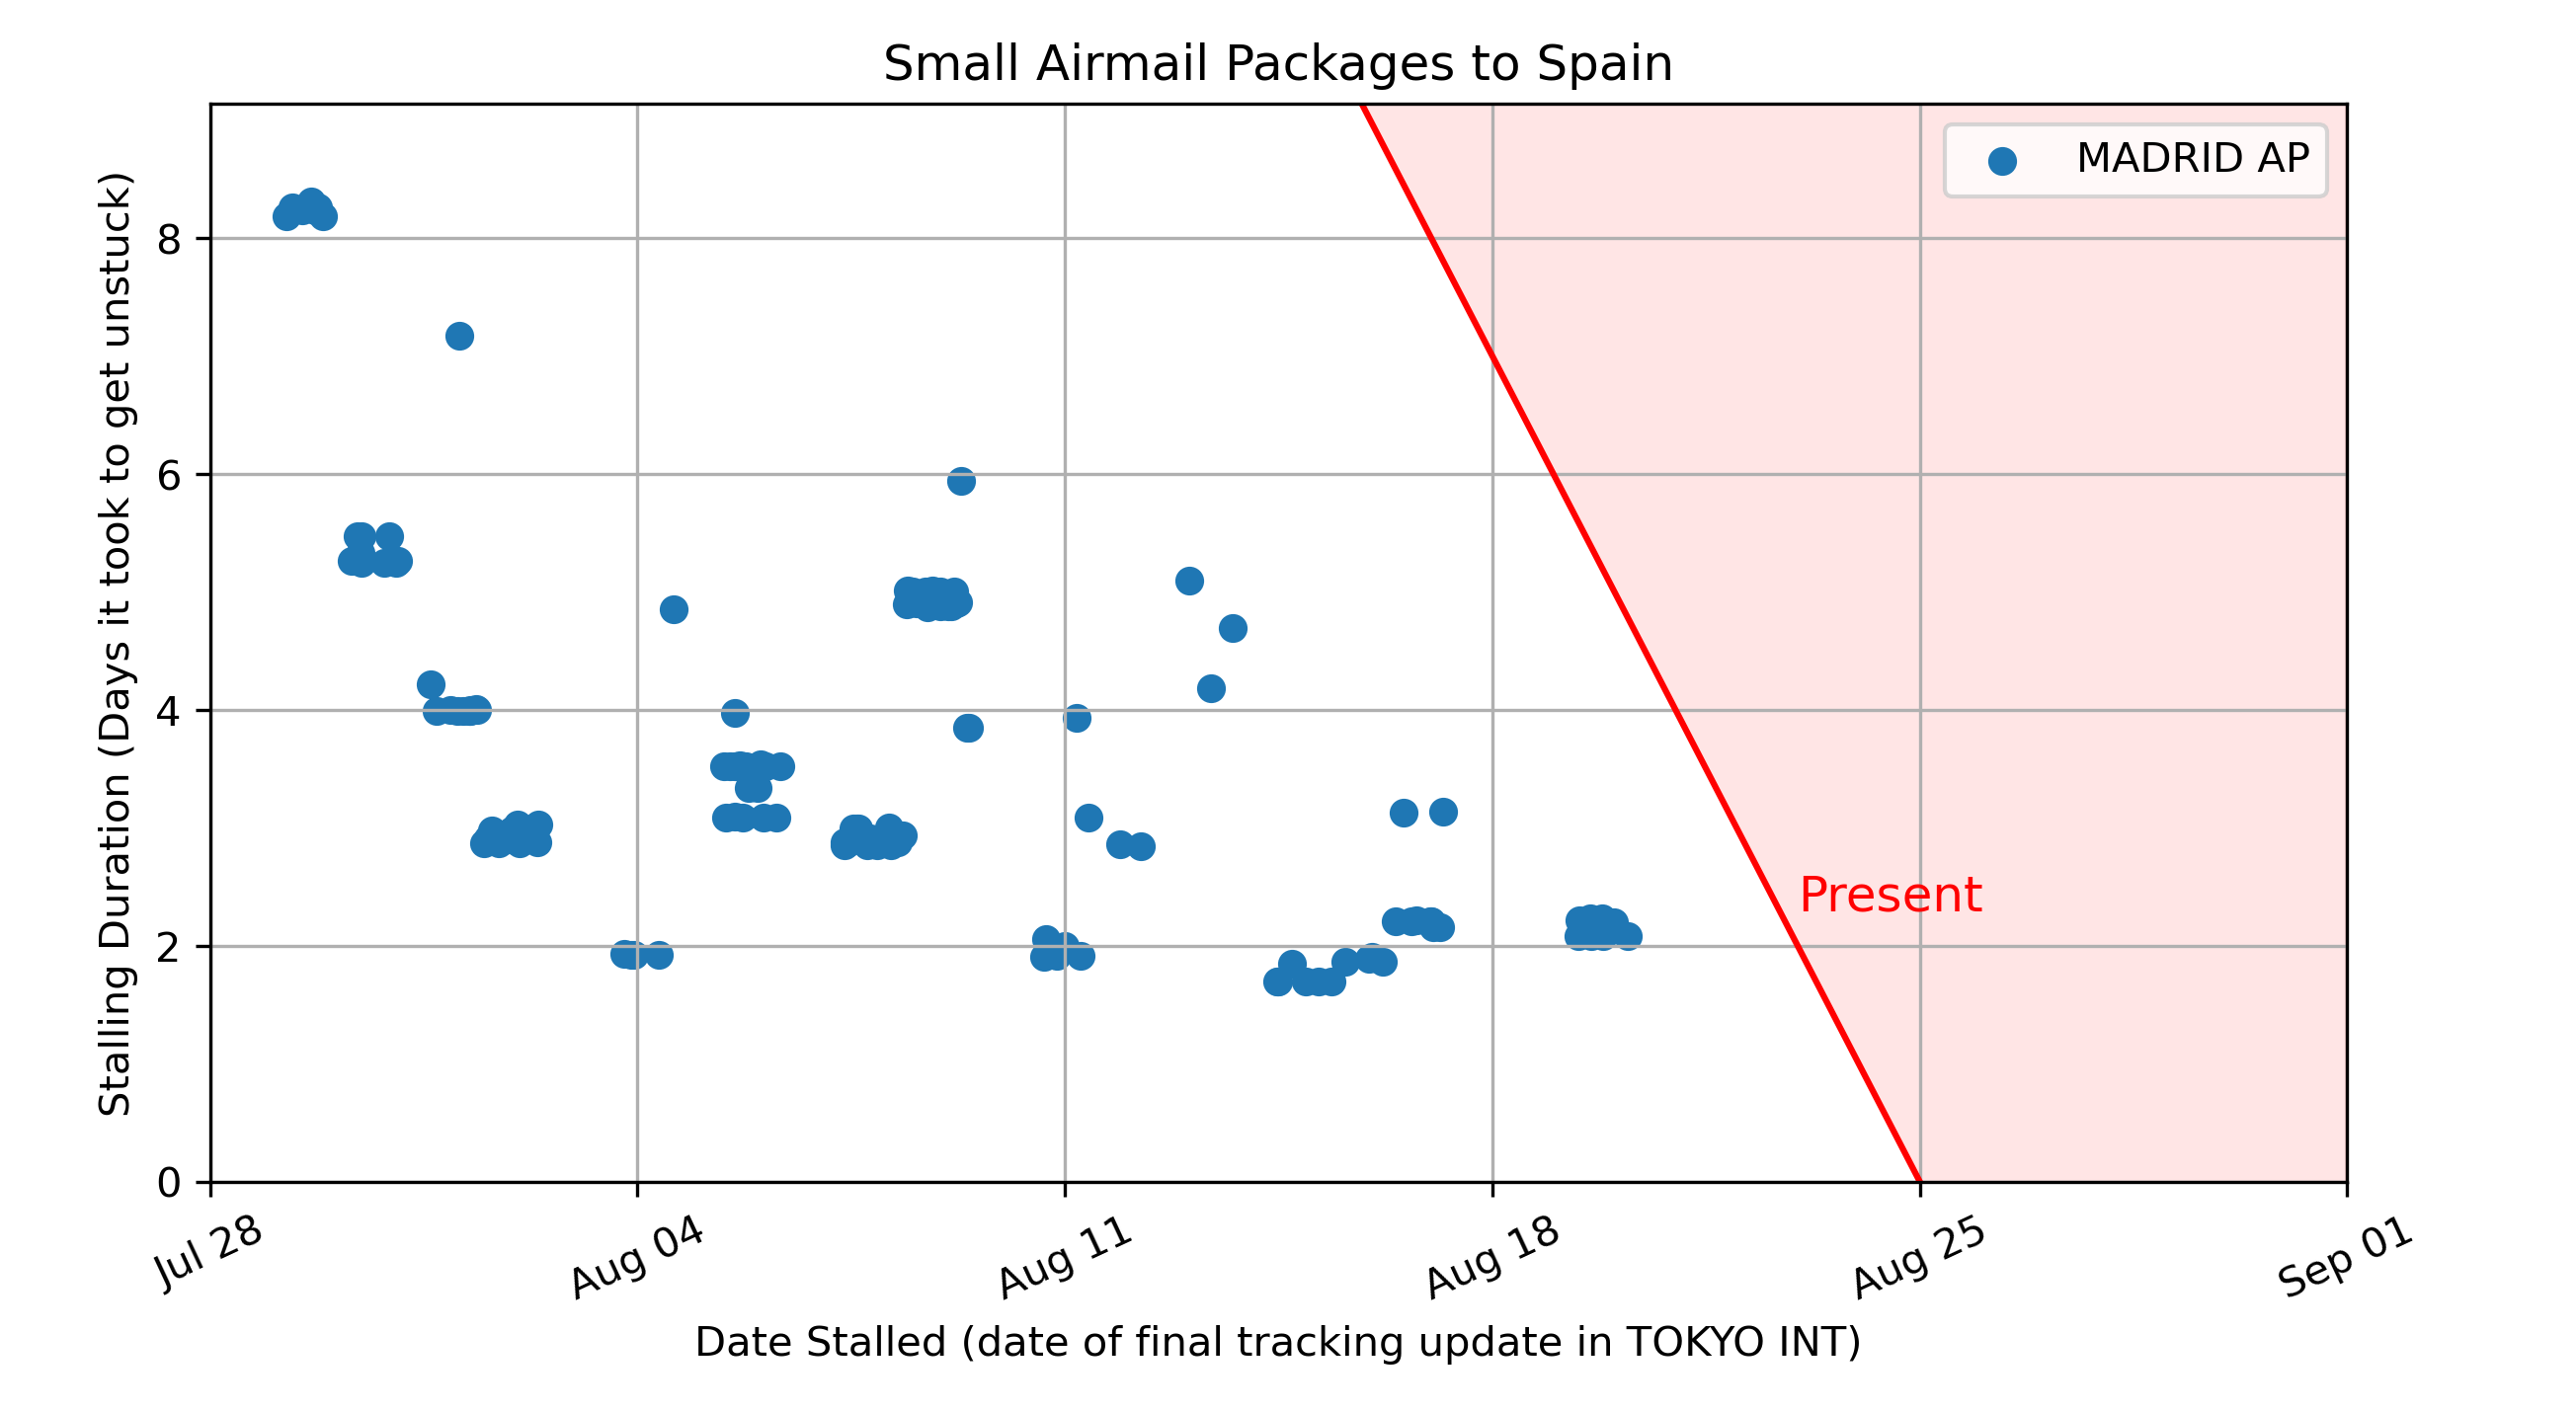 Small Airmail Packages to Spain
MADRID AP
Stalling Duration (Days it took to get unstuck)
8
6
4
2
0
Present
Jul 28
Aug 04
Aug 11
Aug 18
Aug 25
Sep 01
Date Stalled (date of final tracking update in TOKYO INT)